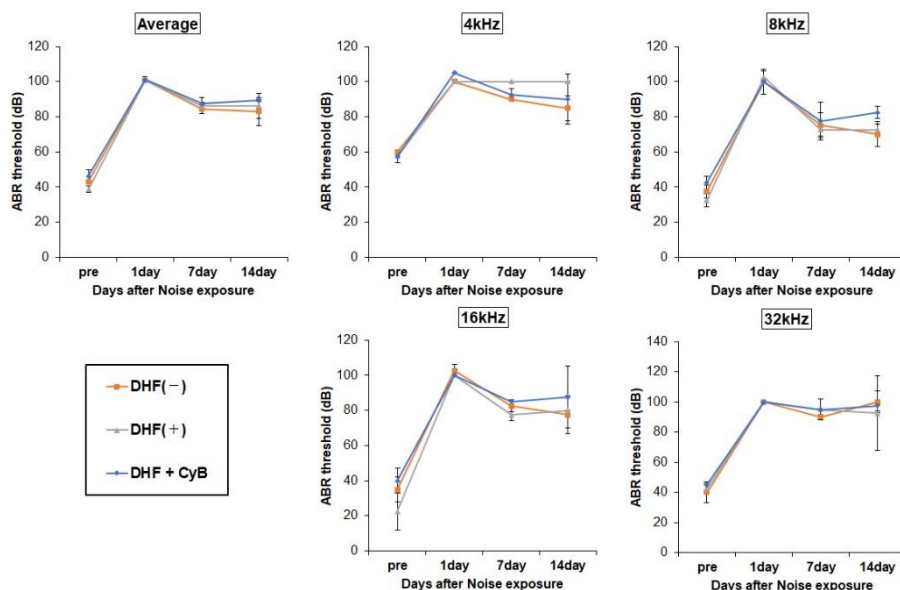 Average
ABR threshold (dB)
120
100
80
60
40
20
0
pre 1day 7day 14day
Days after Noise exposure
4kHz
ABR threshold (dB)
120
100
80
60
40
20
0
pre 1day 7day 14day
Days after Noise exposure
8kHz
ABR threshold (dB)
120
100
80
60
40
20
0
pre 1day 7day 14day
Days after Noise exposure
DHF(−)
DHF(+)
DHF + CyB
16kHz
ABR threshold (dB)
120
100
80
60
40
20
0
pre 1day 7day 14day
Days after Noise exposure
32kHz
ABR threshold (dB)
140
120
100
80
60
40
20
0
pre 1day 7day 14day
Days after Noise exposure